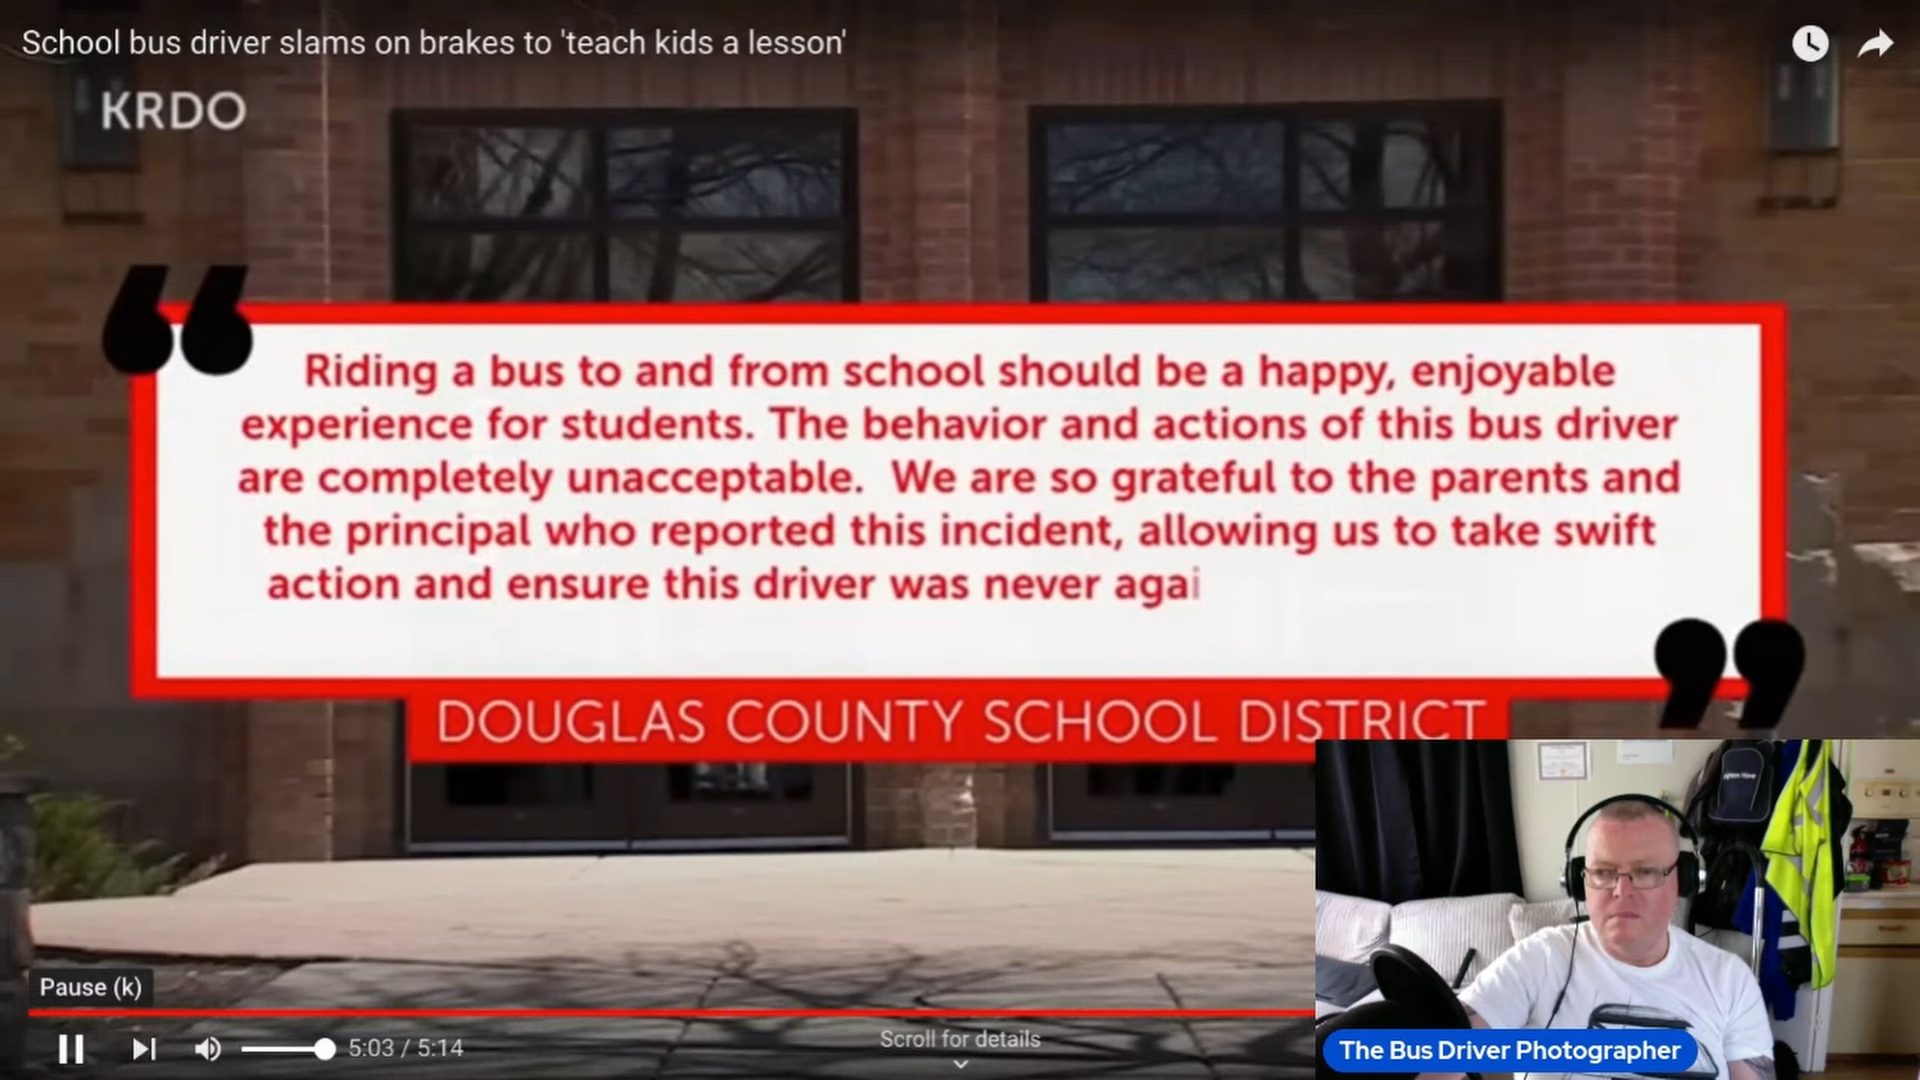 School bus driver slams on brakes to 'teach kids a lesson'
KRDO
“
Riding a bus to and from school should be a happy, enjoyable
experience for students. The behavior and actions of this bus driver
are completely unacceptable.  We are so grateful to the parents and
the principal who reported this incident, allowing us to take swift
action and ensure this driver was never agai
”
DOUGLAS COUNTY SCHOOL DISTRICT
Pause (k)
5:03 / 5:14
Scroll for details
The Bus Driver Photographer